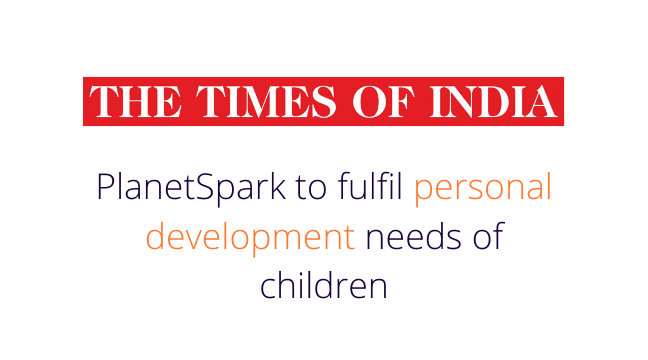 THE TIMES OF INDIA
PlanetSpark to fulfil personal
development needs of
children